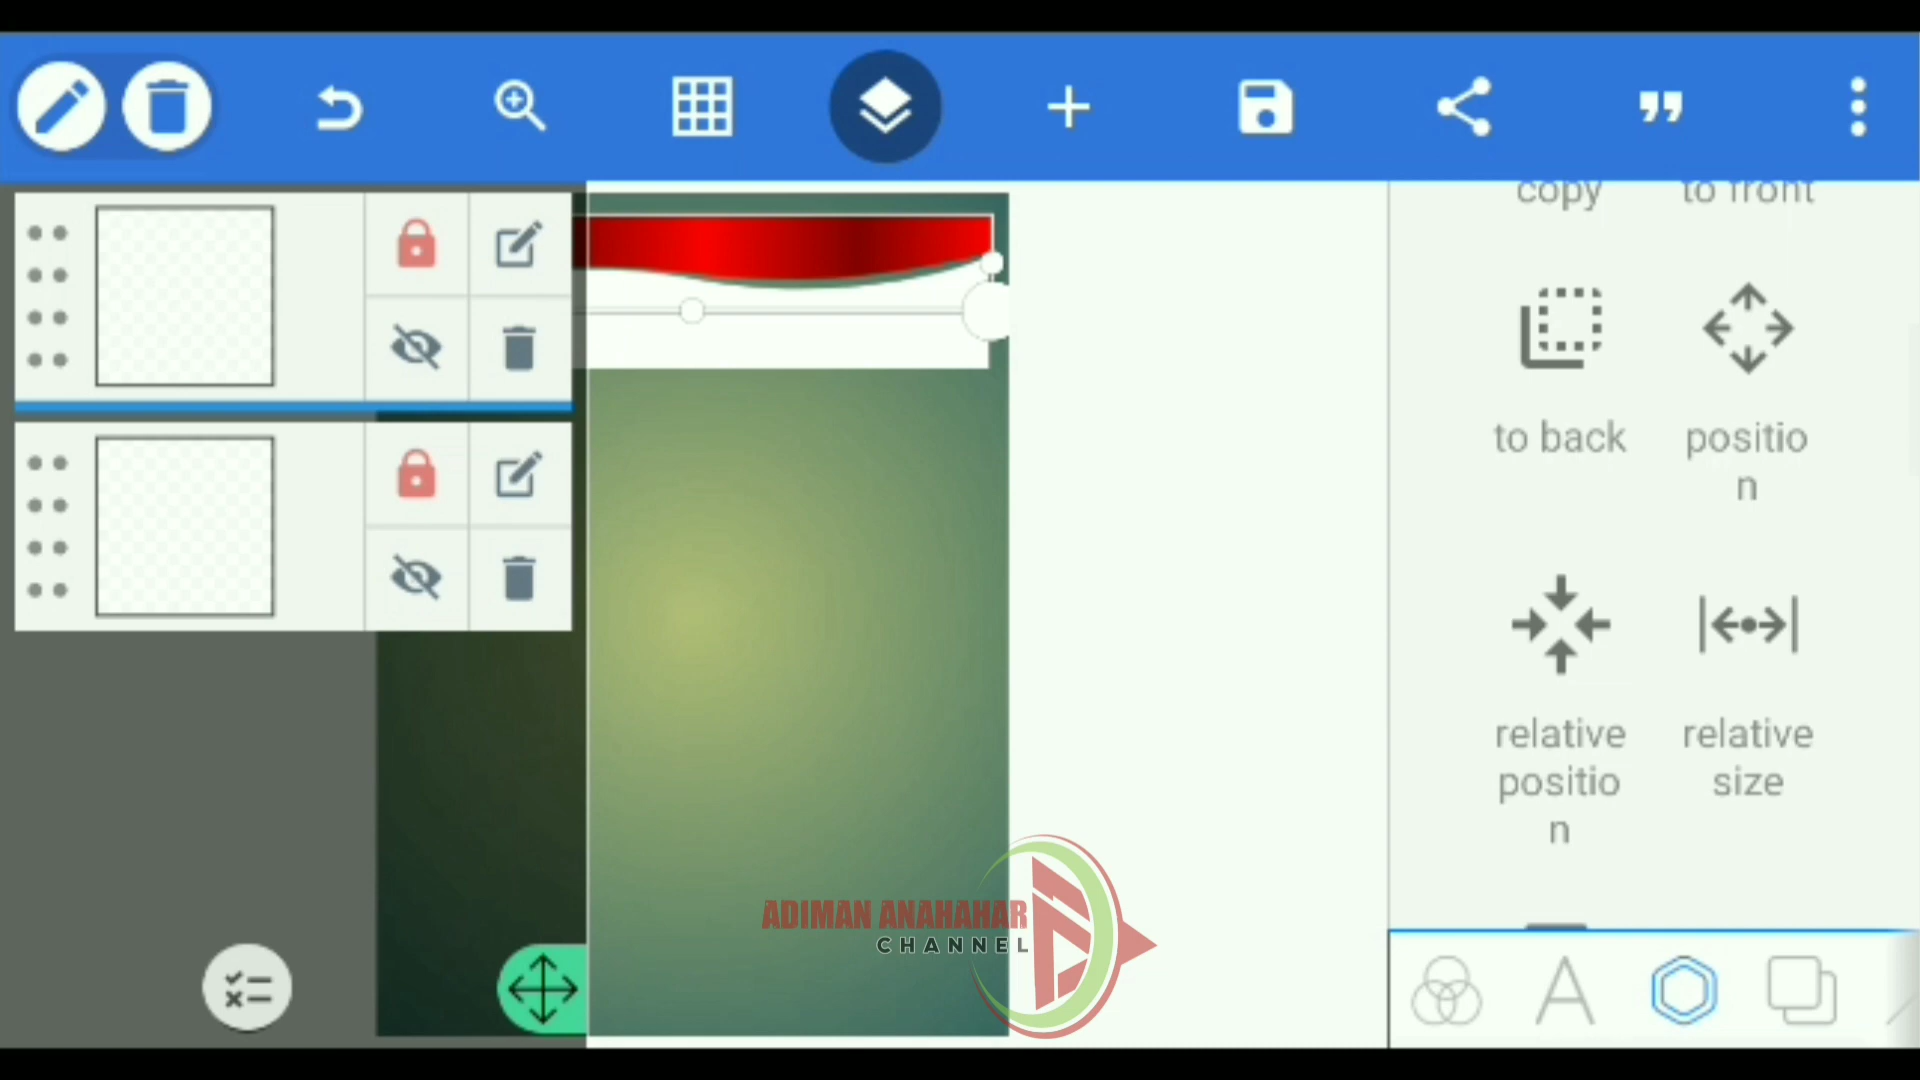 copy
to front
to back
positio
n
relative
positio
n
relative
size
ADIMAN ANAHAHAR
CHANNEL